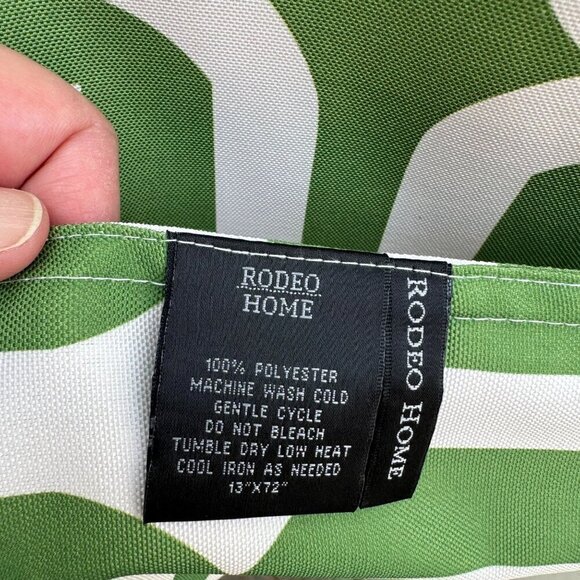 RODEO
HOME
100% POLYESTER
MACHINE WASH COLD
GENTLE CYCLE
DO NOT BLEACH
TUMBLE DRY LOW HEAT
COOL IRON AS NEEDED
13"X72"
RODEO HOME